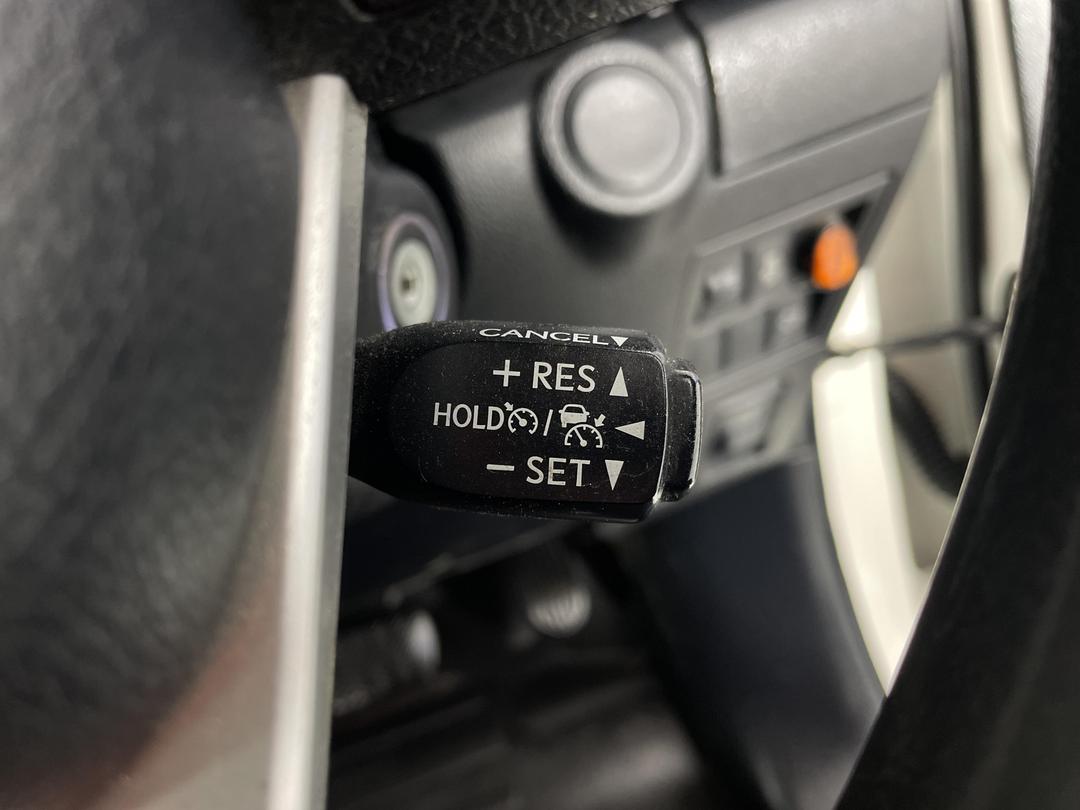 CANCEL▼
+ RES ▲
HOLD / ◀
− SET ▼